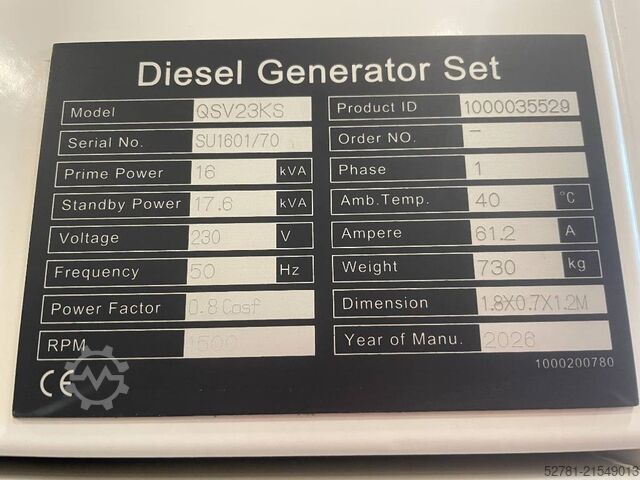 Diesel Generator Set
Model QSV23KS Product ID 1000035529
Serial No. SU1601/70 Order NO. -
Prime Power 16 kVA Phase 1
Standby Power 17.6 kVA Amb.Temp. 40 °C
Voltage 230 V Ampere 61.2 A
Frequency 50 Hz Weight 730 kg
Power Factor 0.8 Cosf Dimension 1.8X0.7X1.2M
RPM 1500 Year of Manu. 2026
CE 1000200780
52781-21549013